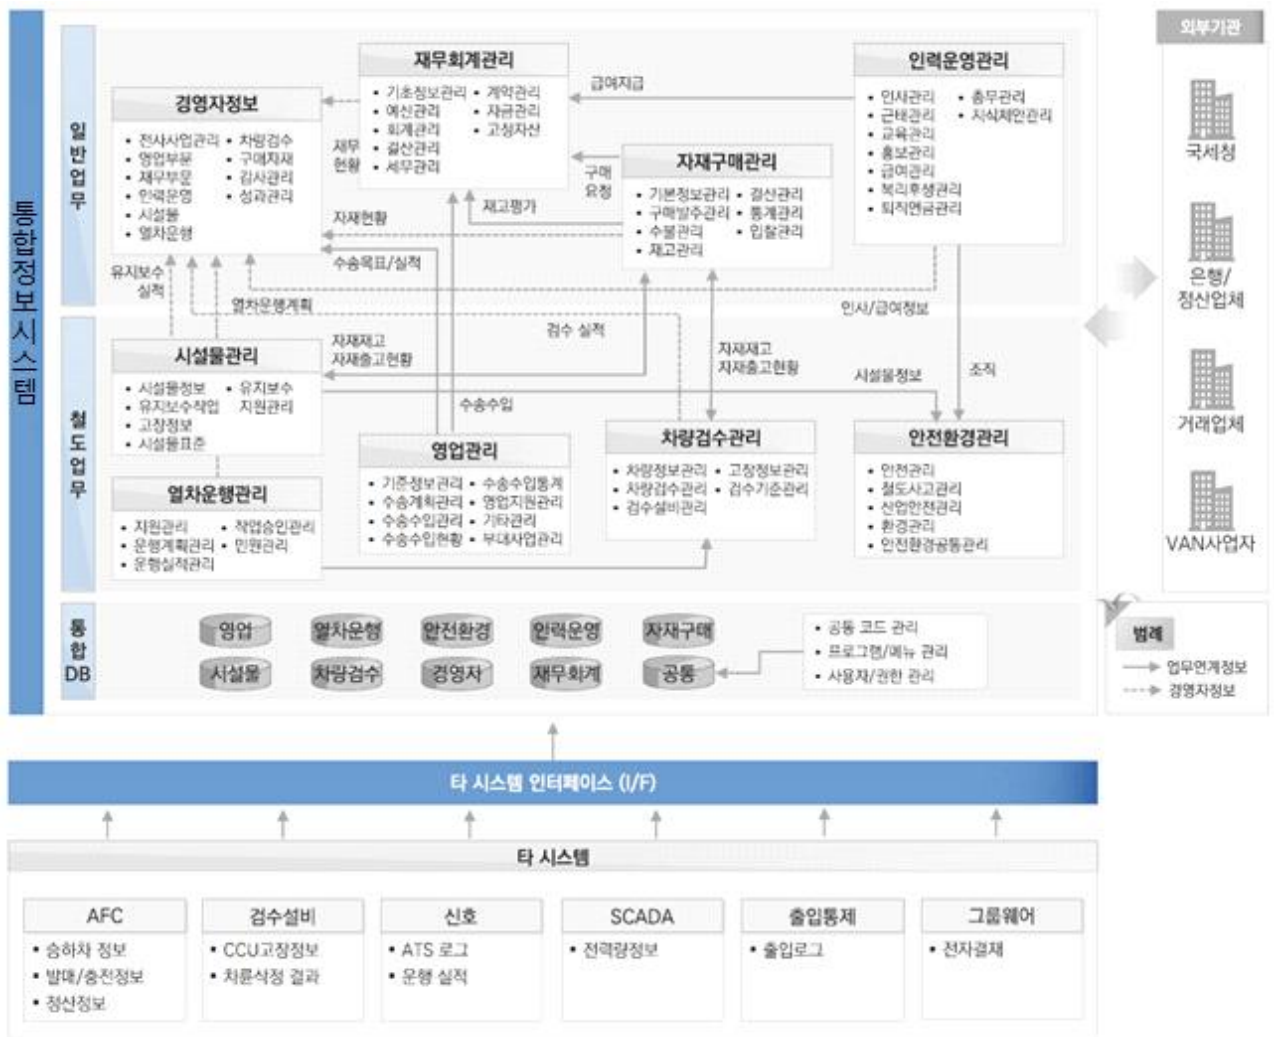 통합정보시스템
일반업무
경영자정보
• 전사사업관리 • 차량검수
• 영업부문 • 구매자재
• 재무부문 • 감사관리
• 인력운영 • 성과관리
• 시설물
• 열차운행
재무회계관리
• 기초정보관리 • 계약관리
• 예산관리 • 자금관리
• 회계관리 • 고정자산
• 결산관리
• 세무관리
급여지급
인력운영관리
• 인사관리 • 총무관리
• 근태관리 • 지식제안관리
• 교육관리
• 홍보관리
• 급여관리
• 복리후생관리
• 퇴직연금관리
자재구매관리
• 기본정보관리 • 결산관리
• 구매발주관리 • 통계관리
• 수불관리 • 입찰관리
• 재고관리
재무
현황
구매
요청
재고평가
자재현황
수송목표/실적
유지보수
실적
열차운행계획
검수 실적
인사/급여정보
철도업무
시설물관리
• 시설물정보 • 유지보수
• 유지보수작업 지원관리
• 고장정보
• 시설물표준
자재재고
자재출고현황
자재재고
자재출고현황
시설물정보
조직
수송수입
열차운행관리
• 지원관리 • 작업승인관리
• 운행계획관리 • 민원관리
• 운행실적관리
영업관리
• 기준정보관리 • 수송수입통계
• 수송계획관리 • 영업지원관리
• 수송수입관리 • 기타관리
• 수송수입현황 • 부대사업관리
차량검수관리
• 차량정보관리 • 고장정보관리
• 차량검수관리 • 검수기준관리
• 검수설비관리
안전환경관리
• 안전관리
• 철도사고관리
• 산업안전관리
• 환경관리
• 안전환경공통관리
통합
DB
영업 열차운행 안전환경 인력운영 자재구매
시설물 차량검수 경영자 재무회계 공통
• 공통 코드 관리
• 프로그램/메뉴 관리
• 사용자/권한 관리
외부기관
국세청
은행/
정산업체
거래업체
VAN사업자
범례
업무연계정보
경영자정보
타 시스템 인터페이스 (I/F)
타 시스템
AFC
• 승하차 정보
• 발매/충전정보
• 정산정보
검수설비
• CCU고장정보
• 차륜삭정 결과
신호
• ATS 로그
• 운행 실적
SCADA
• 전력량정보
출입통제
• 출입로그
그룹웨어
• 전자결재